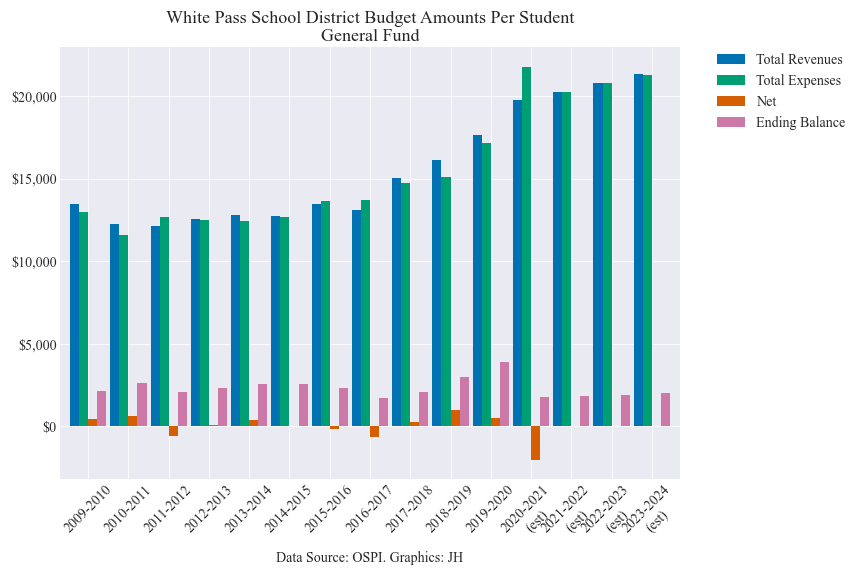 White Pass School District Budget Amounts Per Student
General Fund
Total Revenues
Total Expenses
Net
Ending Balance
$20,000
$15,000
$10,000
$5,000
$0
2009-2010
2010-2011
2011-2012
2012-2013
2013-2014
2014-2015
2015-2016
2016-2017
2017-2018
2018-2019
2019-2020
2020-2021
(est)
2021-2022
(est)
2022-2023
(est)
2023-2024
(est)
Data Source: OSPI. Graphics: JH